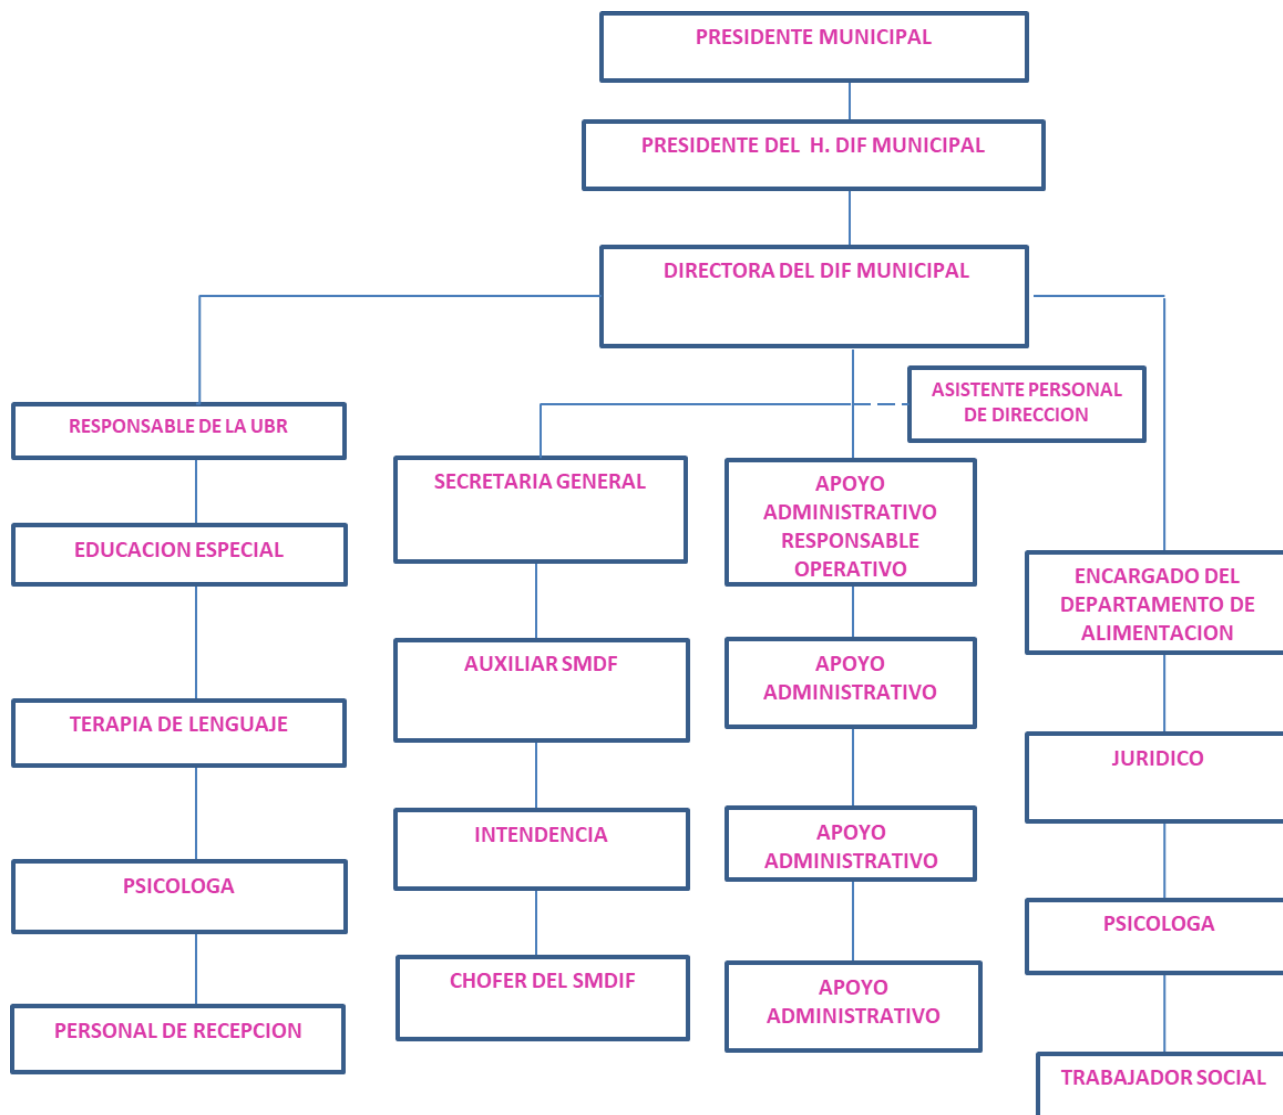 PRESIDENTE MUNICIPAL
PRESIDENTE DEL H. DIF MUNICIPAL
DIRECTORA DEL DIF MUNICIPAL
ASISTENTE PERSONAL
DE DIRECCION
RESPONSABLE DE LA UBR
EDUCACION ESPECIAL
TERAPIA DE LENGUAJE
PSICOLOGA
PERSONAL DE RECEPCION
SECRETARIA GENERAL
AUXILIAR SMDF
INTENDENCIA
CHOFER DEL SMDIF
APOYO
ADMINISTRATIVO
RESPONSABLE
OPERATIVO
APOYO
ADMINISTRATIVO
APOYO
ADMINISTRATIVO
APOYO
ADMINISTRATIVO
ENCARGADO DEL
DEPARTAMENTO DE
ALIMENTACION
JURIDICO
PSICOLOGA
TRABAJADOR SOCIAL